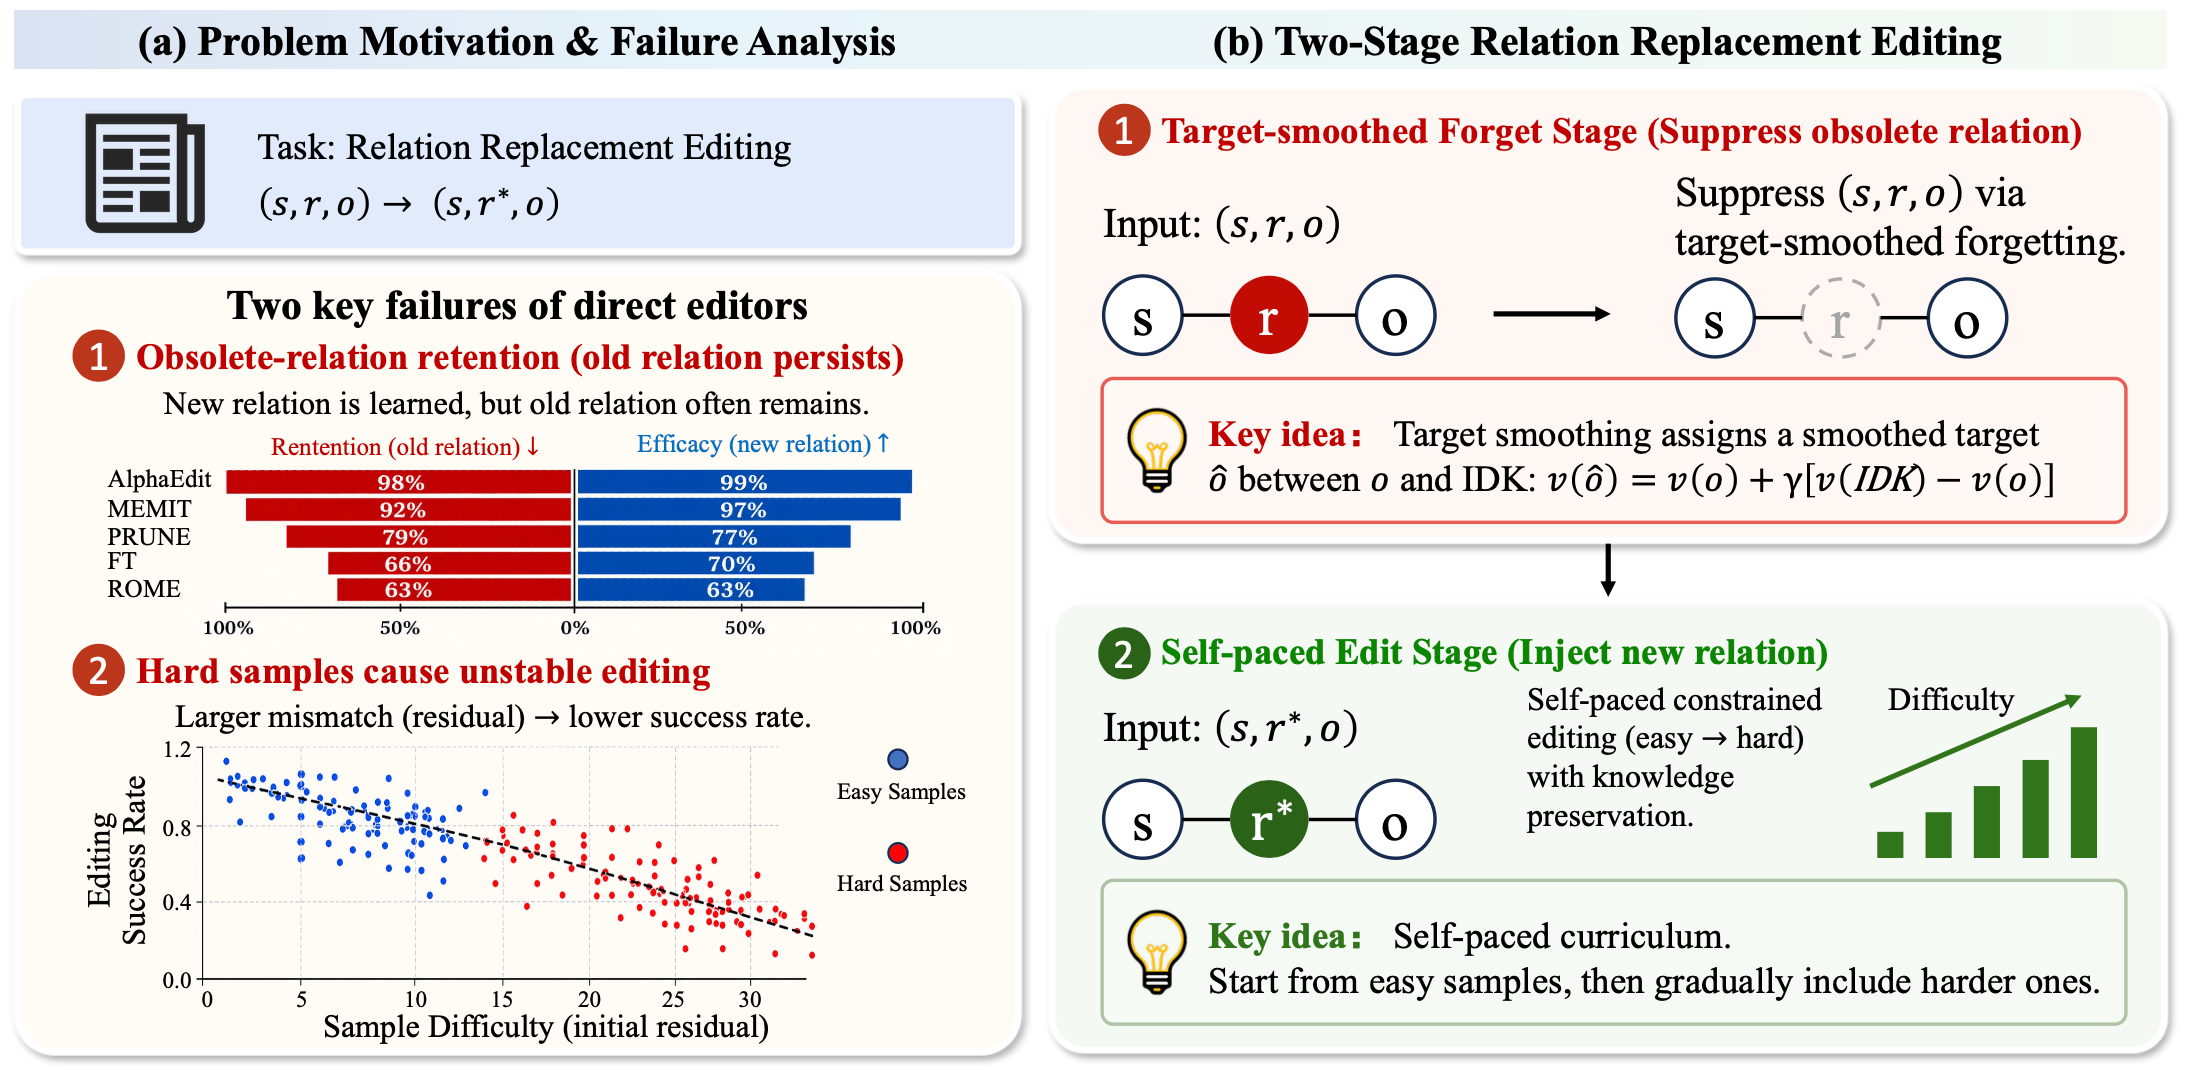 (a) Problem Motivation & Failure Analysis
Task: Relation Replacement Editing
(s, r, o) → (s, r*, o)
Two key failures of direct editors
1 Obsolete-relation retention (old relation persists)
New relation is learned, but old relation often remains.
Rentention (old relation) ↓ Efficacy (new relation) ↑
AlphaEdit 98% 99%
MEMIT 92% 97%
PRUNE 79% 77%
FT 66% 70%
ROME 63% 63%
100% 50% 0% 50% 100%
2 Hard samples cause unstable editing
Larger mismatch (residual) → lower success rate.
Editing
Success Rate
1.2
0.8
0.4
0.0
0 5 10 15 20 25 30
Sample Difficulty (initial residual)
Easy Samples
Hard Samples
(b) Two-Stage Relation Replacement Editing
1 Target-smoothed Forget Stage (Suppress obsolete relation)
Input: (s, r, o)
Suppress (s, r, o) via
target-smoothed forgetting.
s r o
s r o
Key idea: Target smoothing assigns a smoothed target
ô between o and IDK: v(ô) = v(o) + γ[v(IDK) − v(o)]
2 Self-paced Edit Stage (Inject new relation)
Input: (s, r*, o)
s r* o
Self-paced constrained
editing (easy → hard)
with knowledge
preservation.
Difficulty
Key idea: Self-paced curriculum.
Start from easy samples, then gradually include harder ones.